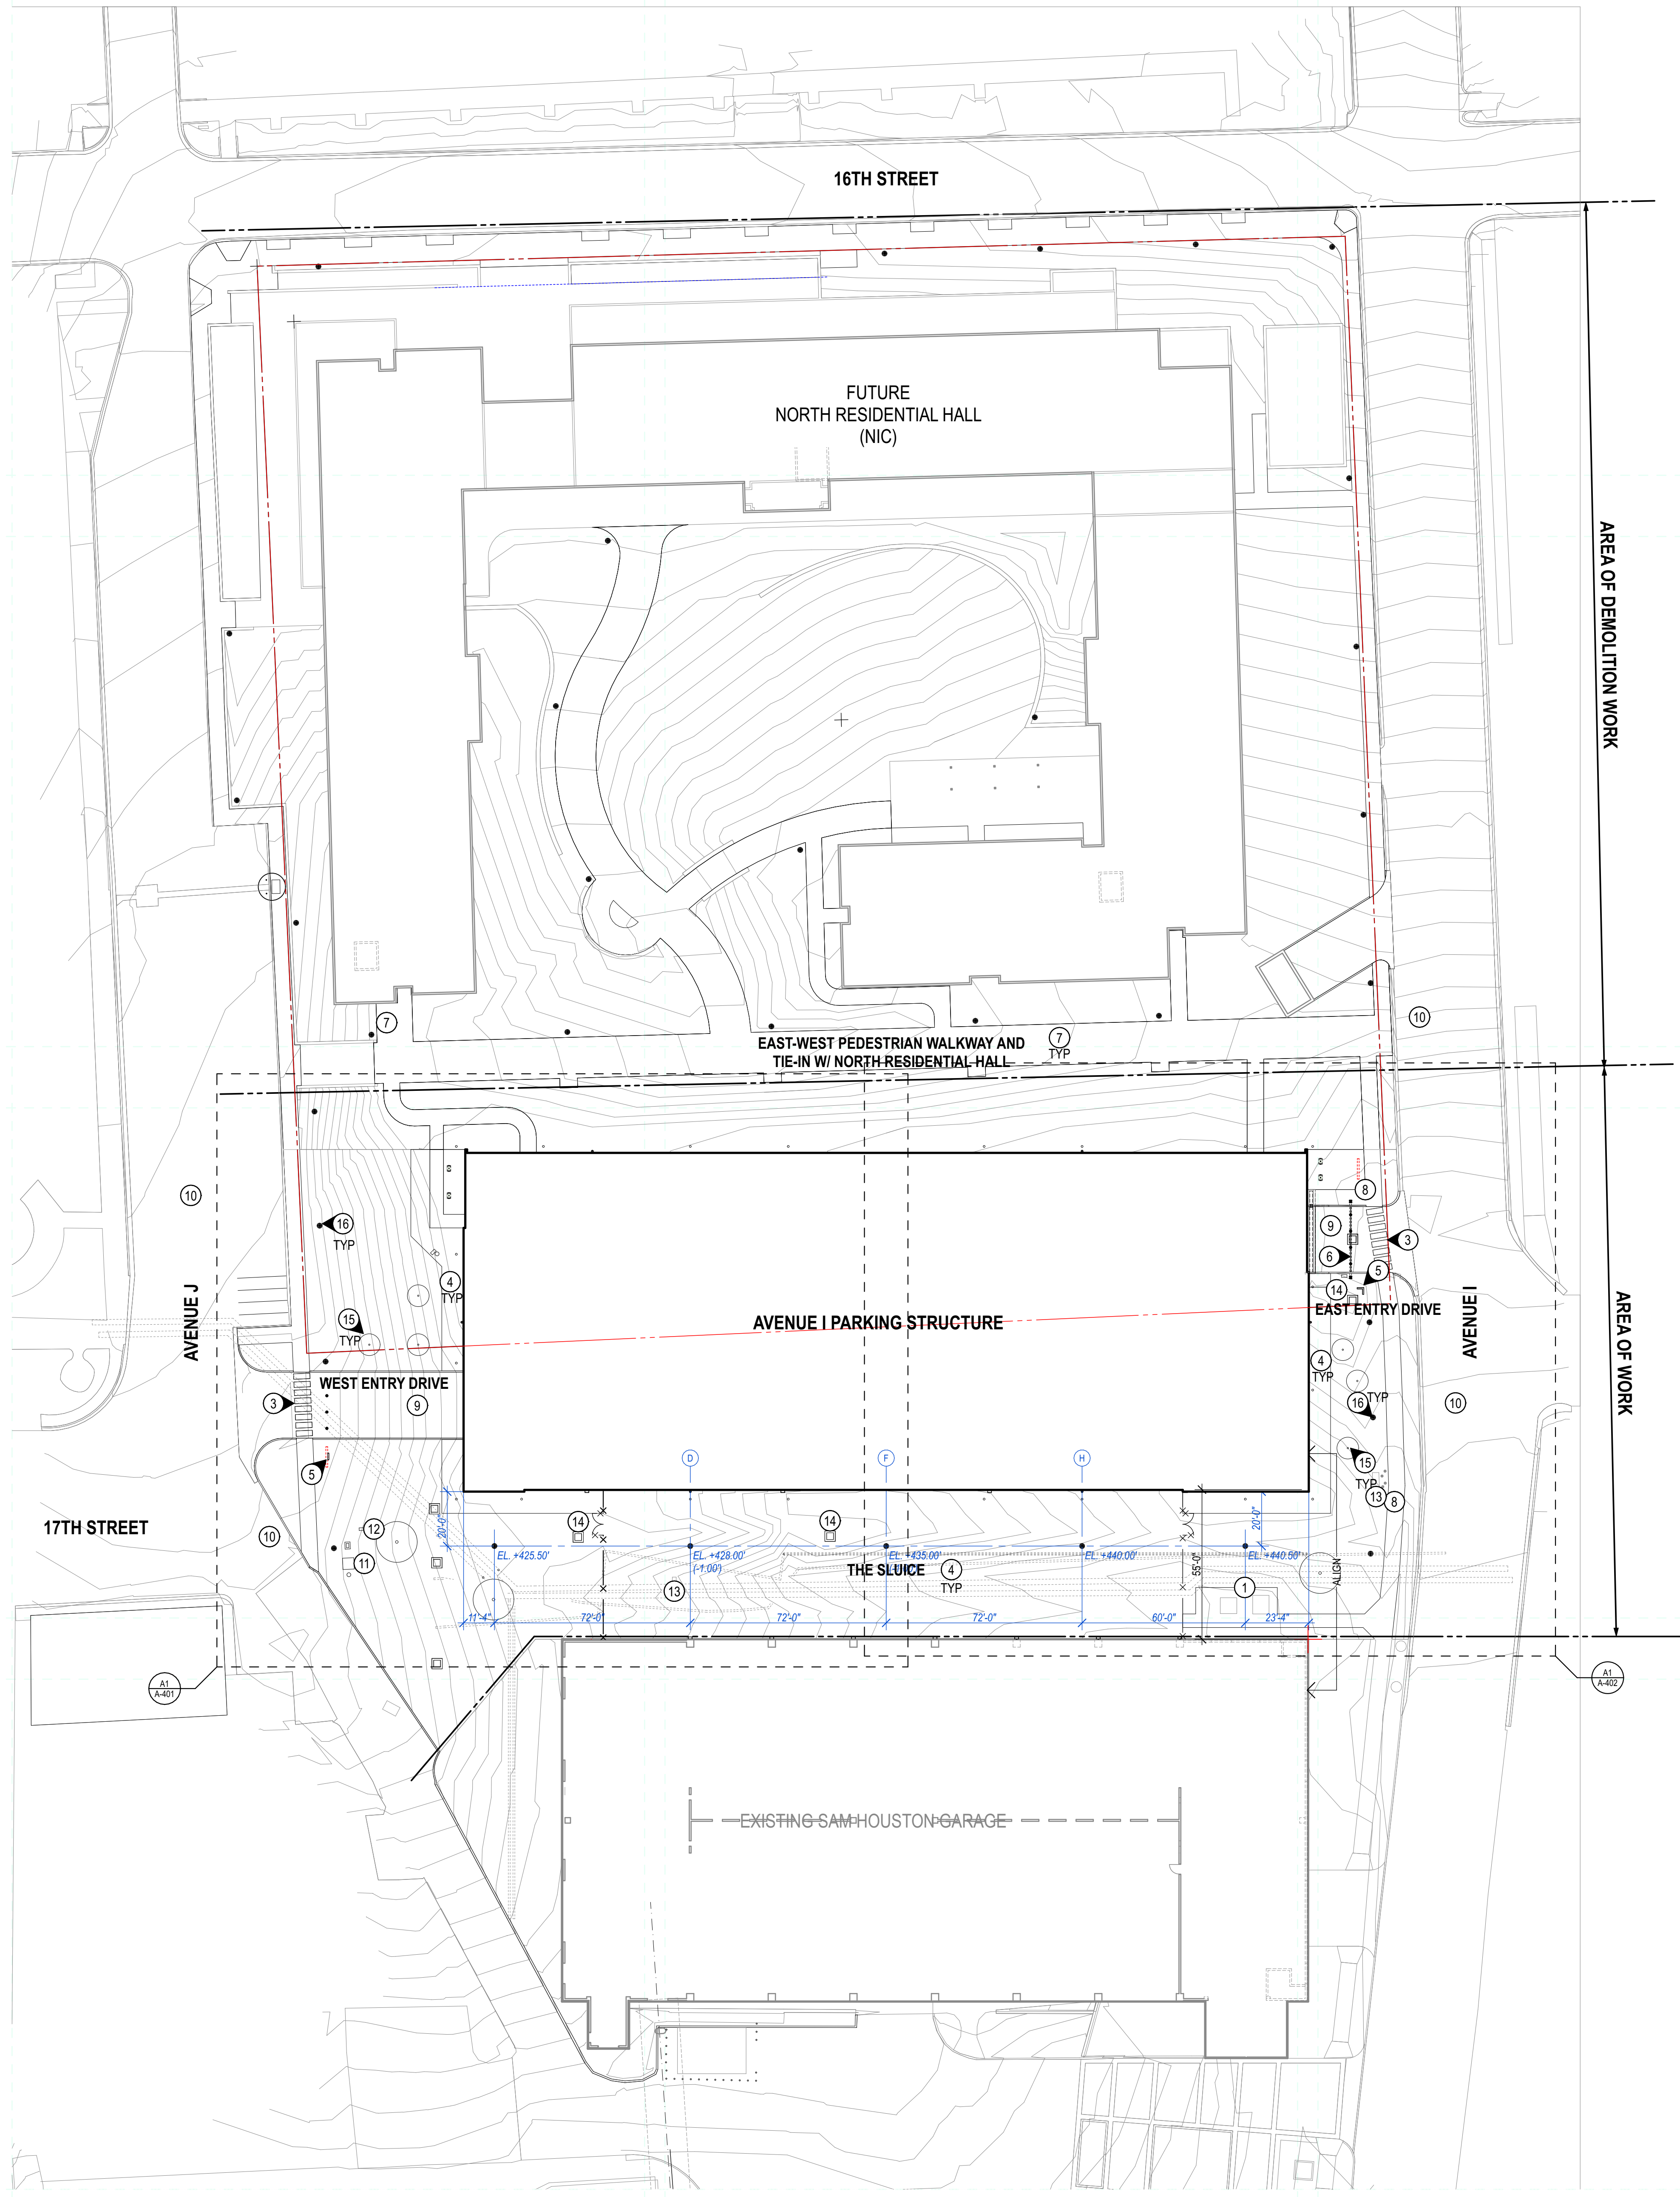 16TH STREET
FUTURE
NORTH RESIDENTIAL HALL
(NIC)
AREA OF DEMOLITION WORK
7
10
EAST-WEST PEDESTRIAN WALKWAY AND
TIE-IN W/ NORTH RESIDENTIAL HALL
7
TYP
10
16
TYP
8
9
3
6
5
14
4
TYP
AVENUE J
15
TYP
AVENUE I PARKING STRUCTURE
EAST ENTRY DRIVE
AVENUE I
AREA OF WORK
4
TYP
WEST ENTRY DRIVE
3
9
16
TYP
10
5
D
F
H
15
TYP
13
8
17TH STREET
10
12
11
20'-0"
14
14
20'-0"
EL. +425.50'
EL. +428.00'
(-1.00')
EL. +435.00'
EL. +440.00'
EL. +440.50'
THE SLUICE
4
TYP
13
55'-0"
1
ALIGN
11'-4"
72'-0"
72'-0"
72'-0"
60'-0"
23'-4"
A1
A-401
A1
A-402
EXISTING SAM HOUSTON GARAGE